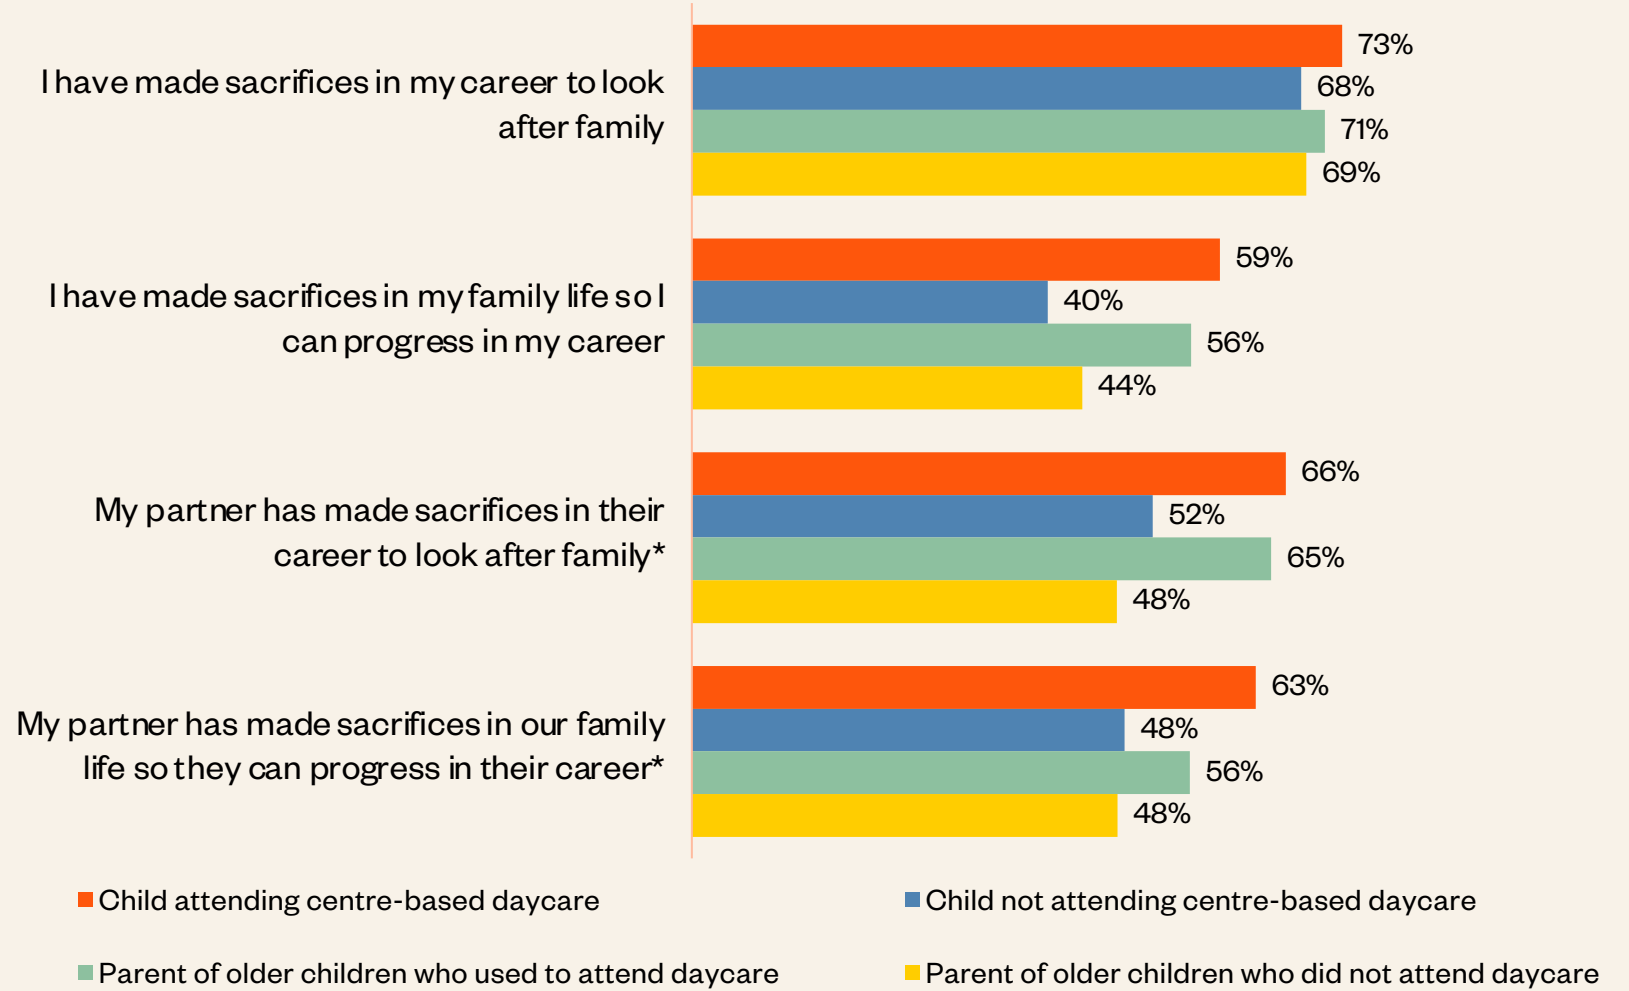 I have made sacrifices in my career to look
after family
73%
68%
71%
69%
I have made sacrifices in my family life so I
can progress in my career
59%
40%
56%
44%
My partner has made sacrifices in their
career to look after family*
66%
52%
65%
48%
My partner has made sacrifices in our family
life so they can progress in their career*
63%
48%
56%
48%
Child attending centre-based daycare
Child not attending centre-based daycare
Parent of older children who used to attend daycare
Parent of older children who did not attend daycare